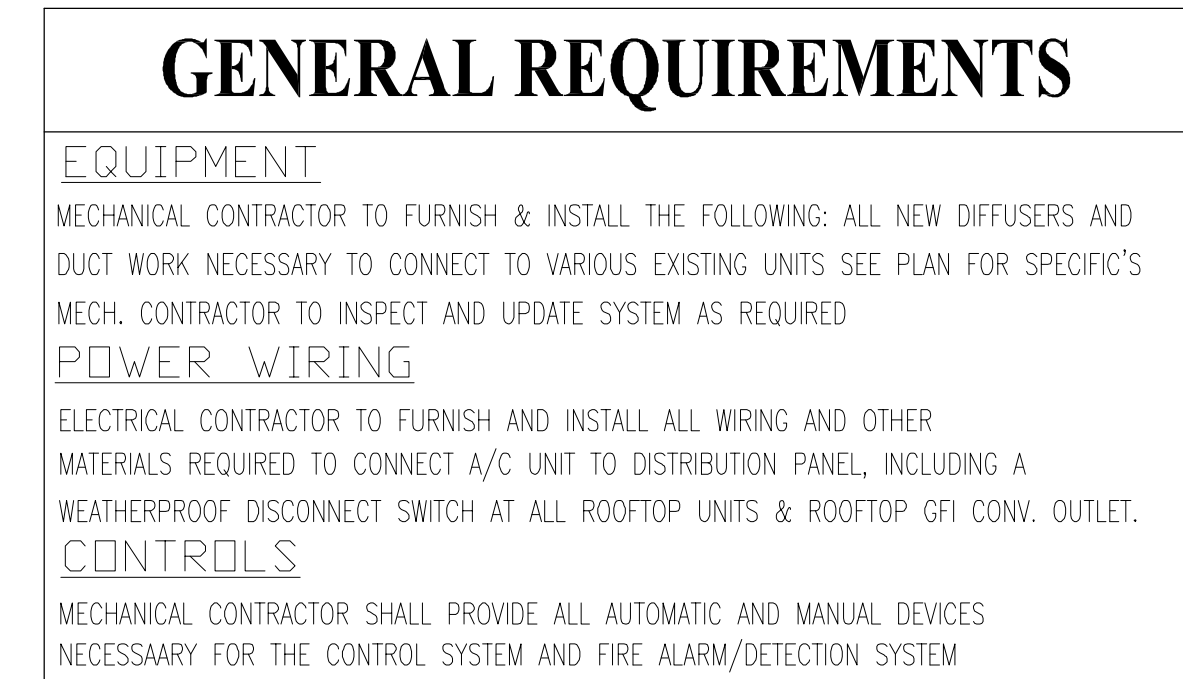 GENERAL REQUIREMENTS
EQUIPMENT
MECHANICAL CONTRACTOR TO FURNISH & INSTALL THE FOLLOWING: ALL NEW DIFFUSERS AND
DUCT WORK NECESSARY TO CONNECT TO VARIOUS EXISTING UNITS SEE PLAN FOR SPECIFIC'S
MECH. CONTRACTOR TO INSPECT AND UPDATE SYSTEM AS REQUIRED
POWER WIRING
ELECTRICAL CONTRACTOR TO FURNISH AND INSTALL ALL WIRING AND OTHER
MATERIALS REQUIRED TO CONNECT A/C UNIT TO DISTRIBUTION PANEL, INCLUDING A
WEATHERPROOF DISCONNECT SWITCH AT ALL ROOFTOP UNITS & ROOFTOP GFI CONV. OUTLET.
CONTROLS
MECHANICAL CONTRACTOR SHALL PROVIDE ALL AUTOMATIC AND MANUAL DEVICES
NECESSAARY FOR THE CONTROL SYSTEM AND FIRE ALARM/DETECTION SYSTEM